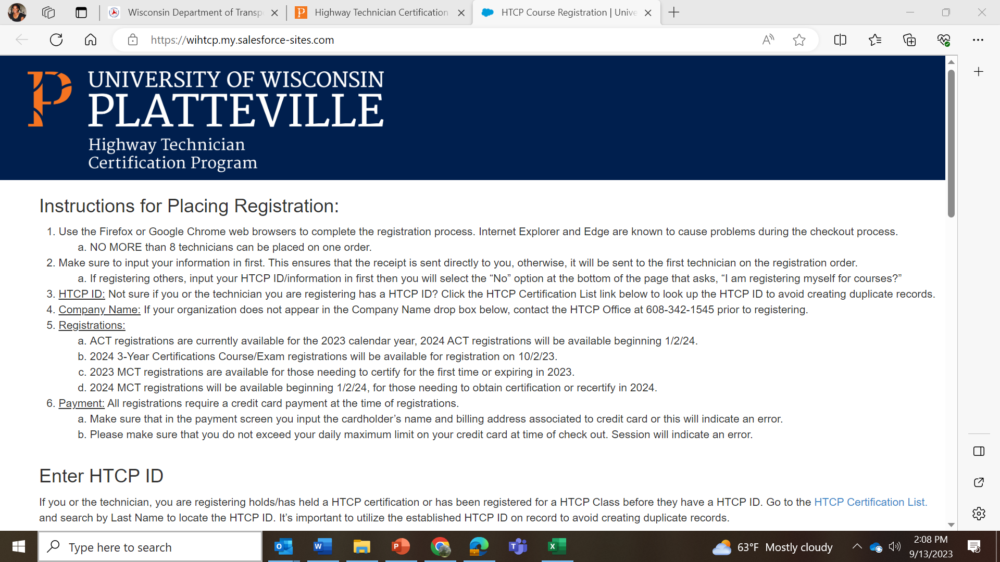 Wisconsin Department of Transp
Highway Technician Certification
HTCP Course Registration | Unive
https://wihtcp.my.salesforce-sites.com
P UNIVERSITY OF WISCONSIN
PLATTEVILLE
Highway Technician
Certification Program
Instructions for Placing Registration:
1. Use the Firefox or Google Chrome web browsers to complete the registration process. Internet Explorer and Edge are known to cause problems during the checkout process.
a. NO MORE than 8 technicians can be placed on one order.
2. Make sure to input your information in first. This ensures that the receipt is sent directly to you, otherwise, it will be sent to the first technician on the registration order.
a. If registering others, input your HTCP ID/information in first then you will select the “No” option at the bottom of the page that asks, “I am registering myself for courses?”
3. HTCP ID: Not sure if you or the technician you are registering has a HTCP ID? Click the HTCP Certification List link below to look up the HTCP ID to avoid creating duplicate records.
4. Company Name: If your organization does not appear in the Company Name drop box below, contact the HTCP Office at 608-342-1545 prior to registering.
5. Registrations:
a. ACT registrations are currently available for the 2023 calendar year, 2024 ACT registrations will be available beginning 1/2/24.
b. 2024 3-Year Certifications Course/Exam registrations will be available for registration on 10/2/23.
c. 2023 MCT registrations are available for those needing to certify for the first time or expiring in 2023.
d. 2024 MCT registrations will be available beginning 1/2/24, for those needing to obtain certification or recertify in 2024.
6. Payment: All registrations require a credit card payment at the time of registrations.
a. Make sure that in the payment screen you input the cardholder’s name and billing address associated to credit card or this will indicate an error.
b. Please make sure that you do not exceed your daily maximum limit on your credit card at time of check out. Session will indicate an error.
Enter HTCP ID
If you or the technician, you are registering holds/has held a HTCP certification or has been registered for a HTCP Class before they have a HTCP ID. Go to the HTCP Certification List.
and search by Last Name to locate the HTCP ID. It’s important to utilize the established HTCP ID on record to avoid creating duplicate records.
Type here to search
63°F Mostly cloudy
2:08 PM
9/13/2023